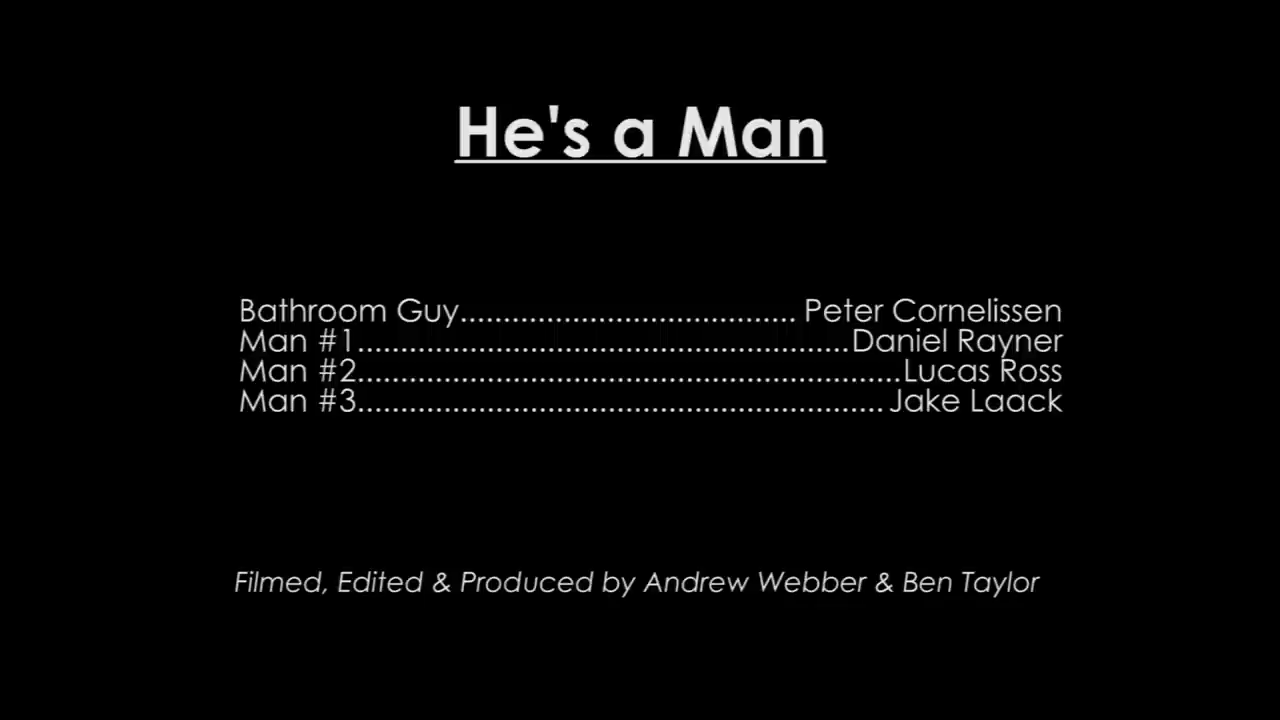 He's a Man
Bathroom Guy....................................... Peter Cornelissen
Man #1.........................................................Daniel Rayner
Man #2...............................................................Lucas Ross
Man #3............................................................. Jake Laack
Filmed, Edited & Produced by Andrew Webber & Ben Taylor